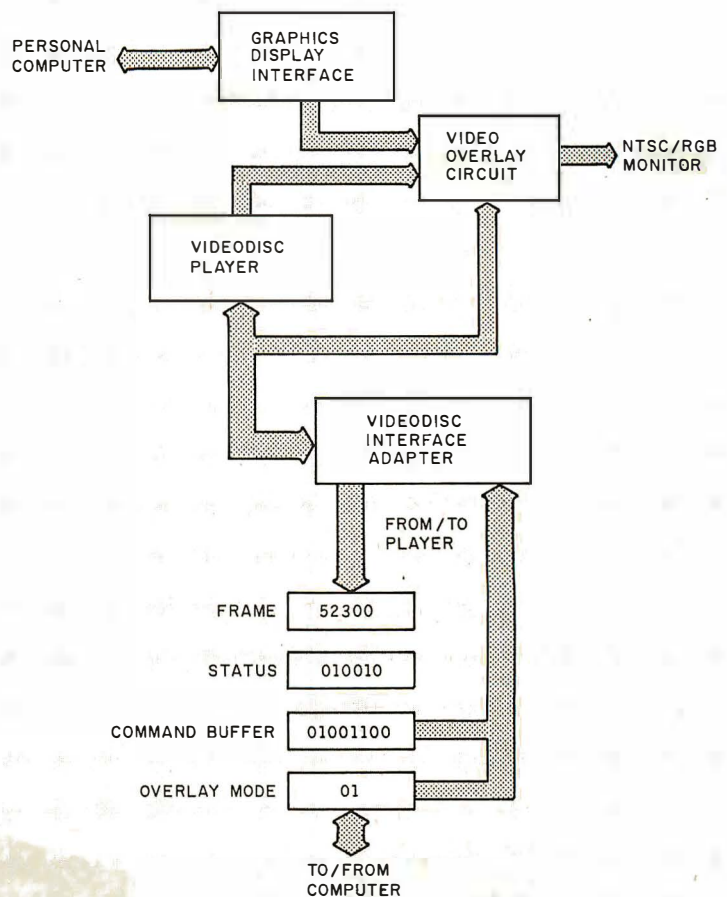 PERSONAL
COMPUTER
GRAPHICS
DISPLAY
INTERFACE
VIDEO
OVERLAY
CIRCUIT
NTSC/RGB
MONITOR
VIDEODISC
PLAYER
VIDEODISC
INTERFACE
ADAPTER
FROM/TO
PLAYER
FRAME 52300
STATUS 010010
COMMAND BUFFER 01001100
OVERLAY MODE 01
TO/FROM
COMPUTER